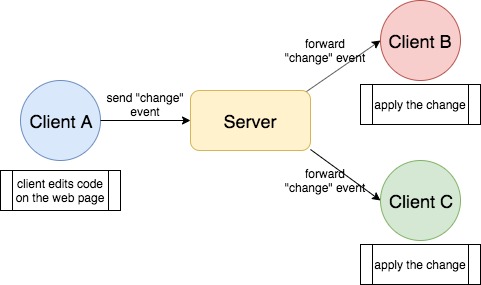 Client A
client edits code
on the web page
send "change"
event
Server
forward
"change" event
Client B
apply the change
forward
"change" event
Client C
apply the change